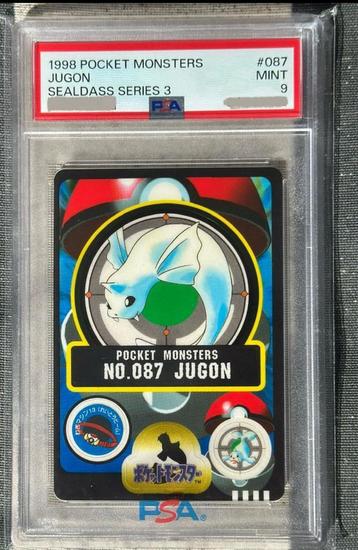 1998 POCKET MONSTERS #087
JUGON MINT
SEALDASS SERIES 3 9
PSA
POCKET MONSTERS
NO.087 JUGON
ポケットモンスター
PSA